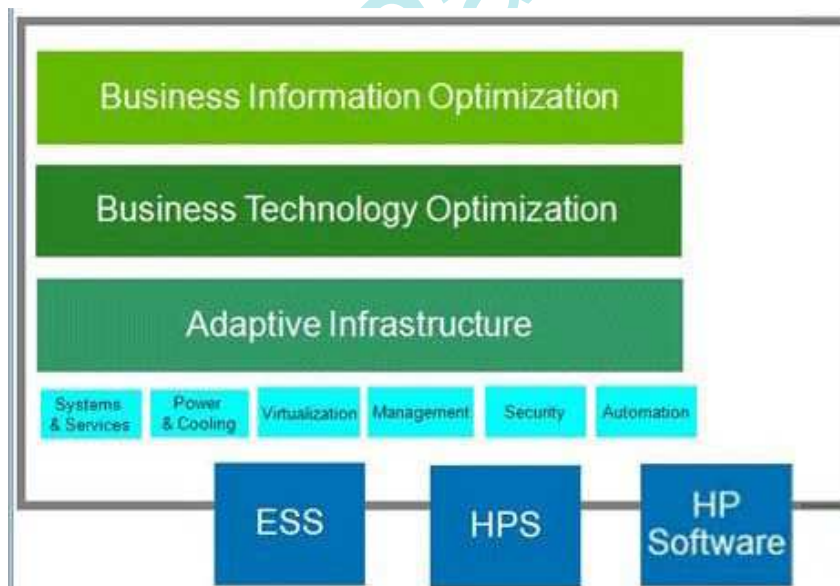 Business Information Optimization
Business Technology Optimization
Adaptive Infrastructure
Systems
& Services
Power
& Cooling
Virtualization
Management
Security
Automation
ESS
HPS
HP
Software